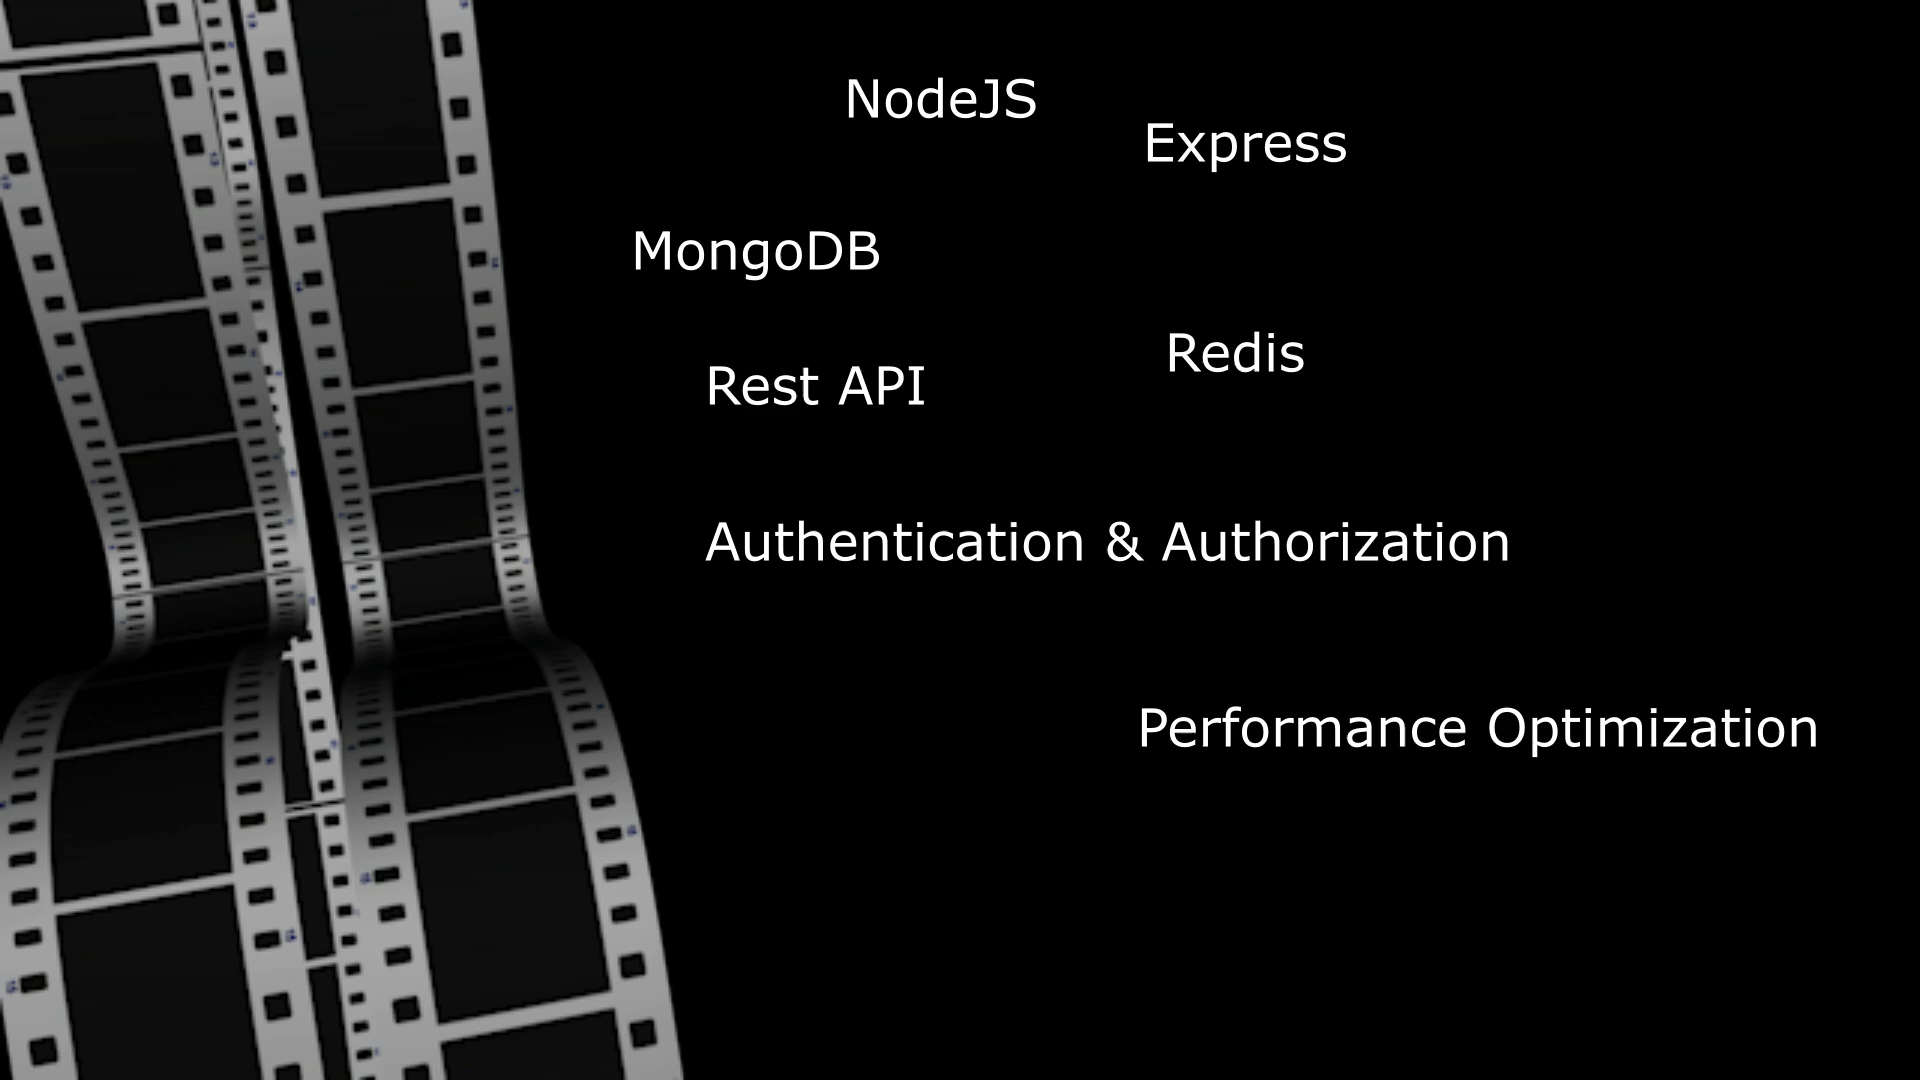 NodeJS
Express
MongoDB
Redis
Rest API
Authentication & Authorization
Performance Optimization